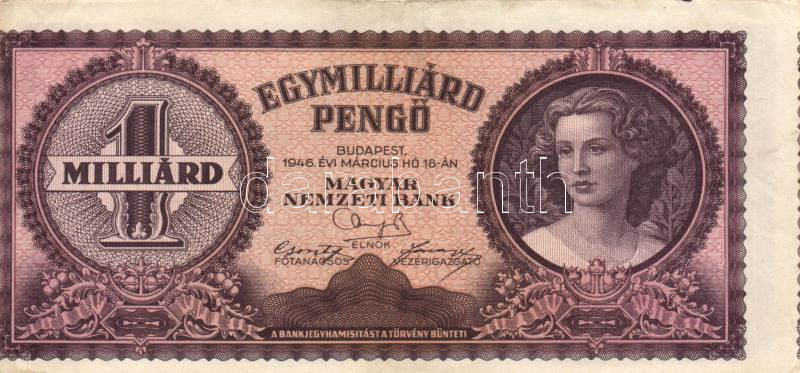 EGYMILLIÁRD
PENGŐ
1
MILLIÁRD
BUDAPEST,
1946. ÉVI MÁRCIUS HÓ 18-ÁN
MAGYAR
NEMZETI BANK
ELNÖK
FŐTANÁCSOS VEZÉRIGAZGATÓ
A BANKJEGYHAMISITÁST A TÖRVÉNY BÜNTETI
darabanth